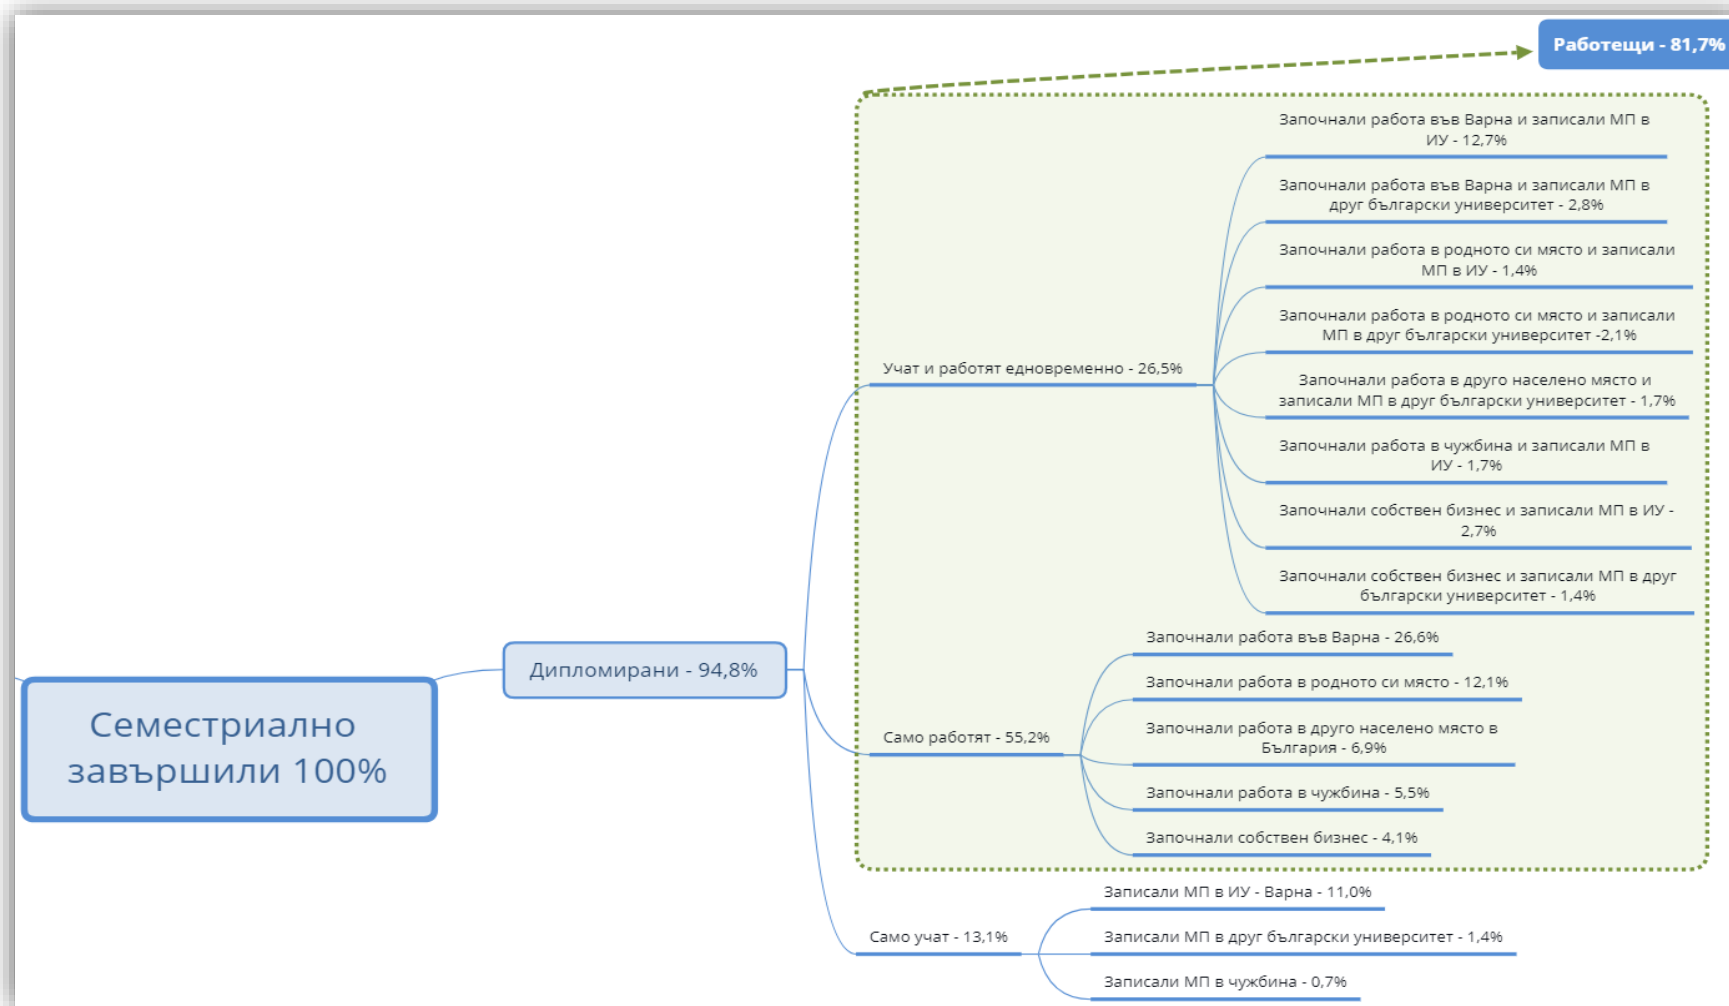 Работещи - 81,7%
Започнали работа във Варна и записали МП в
ИУ - 12,7%
Започнали работа във Варна и записали МП в
друг български университет - 2,8%
Започнали работа в родното си място и записали
МП в ИУ - 1,4%
Започнали работа в родното си място и записали
МП в друг български университет -2,1%
Учат и работят едновременно - 26,5%
Започнали работа в друго населено място и
записали МП в друг български университет - 1,7%
Започнали работа в чужбина и записали МП в
ИУ - 1,7%
Започнали собствен бизнес и записали МП в ИУ -
2,7%
Започнали собствен бизнес и записали МП в друг
български университет - 1,4%
Дипломирани - 94,8%
Семестриално
завършили 100%
Само работят - 55,2%
Започнали работа във Варна - 26,6%
Започнали работа в родното си място - 12,1%
Започнали работа в друго населено място в
България - 6,9%
Започнали работа в чужбина - 5,5%
Започнали собствен бизнес - 4,1%
Само учат - 13,1%
Записали МП в ИУ - Варна - 11,0%
Записали МП в друг български университет - 1,4%
Записали МП в чужбина - 0,7%